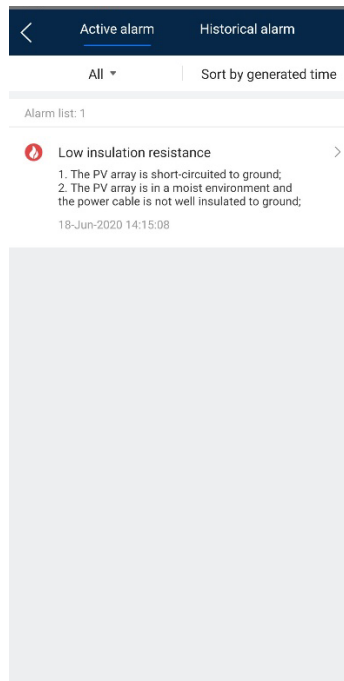 Active alarm Historical alarm
All Sort by generated time
Alarm list: 1
Low insulation resistance
1. The PV array is short-circuited to ground;
2. The PV array is in a moist environment and
the power cable is not well insulated to ground;
18-Jun-2020 14:15:08